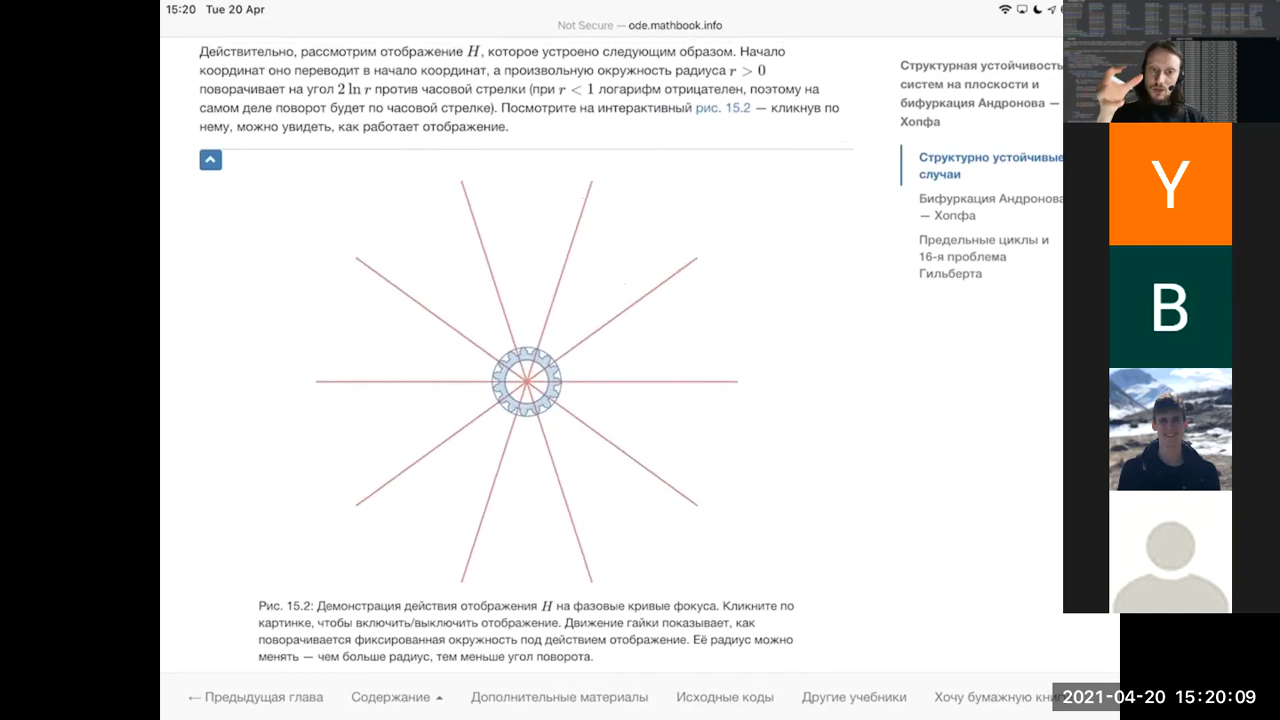 15:20 Tue 20 Apr
Not Secure — ode.mathbook.info
Действительно, рассмотрим отображение H, которое устроено следующим образом. Начало
координат оно переводит в начало координат, а произвольную окружность радиуса r > 0
поворачивает на угол 2 ln r против часовой стрелки (при r < 1 логарифм отрицателен, поэтому на
самом деле поворот будет по часовой стрелке). Посмотрите на интерактивный рис. 15.2 — кликнув по
нему, можно увидеть, как работает отображение.
Структурная устойчивость
систем на плоскости и
бифуркация Андронова —
Хопфа
Структурно устойчивые
случаи
Бифуркация Андронова
— Хопфа
Предельные циклы и
16-я проблема
Гильберта
Y
B
Рис. 15.2: Демонстрация действия отображения H на фазовые кривые фокуса. Кликните по
картинке, чтобы включить/выключить отображение. Движение гайки показывает, как
поворачивается фиксированная окружность под действием отображение. Её радиус можно
менять — чем больше радиус, тем меньше угол поворота.
← Предыдущая глава Содержание Дополнительные материалы Исходные коды Другие учебники Хочу бумажную
2021-04-20 15:20:09